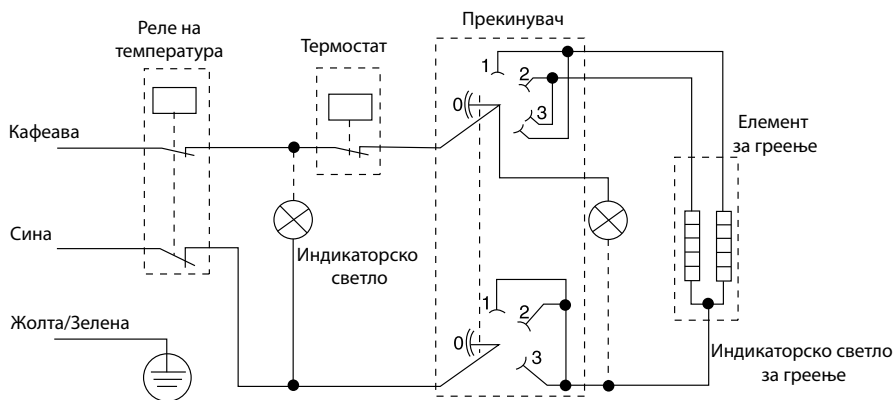 Реле на
температура
Термостат
Прекинувач
1
2
3
0
Кафеава
Елемент
за греење
Сина
Индикаторско
светло
1
2
3
0
Жолта/Зелена
Индикаторско светло
за греење